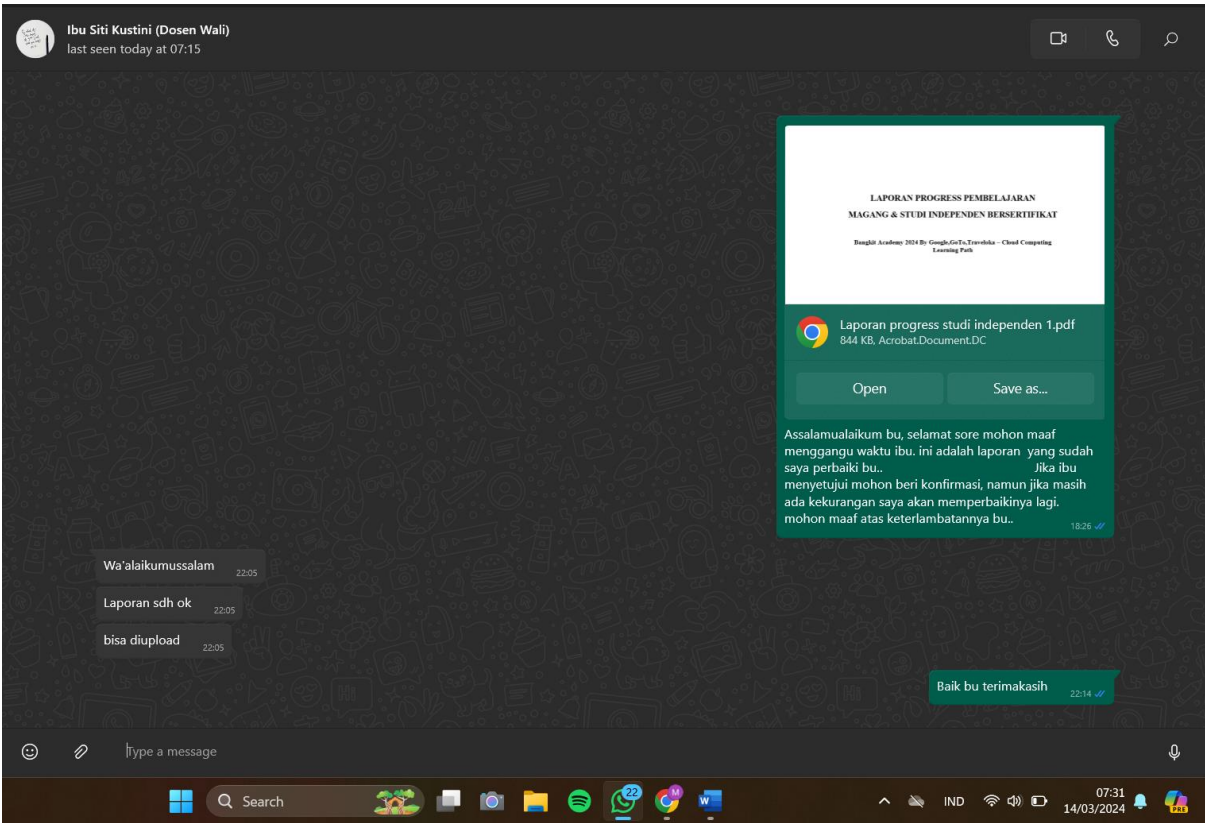 Ibu Siti Kustini (Dosen Wali)
last seen today at 07:15
LAPORAN PROGRESS PEMBELAJARAN
MAGANG & STUDI INDEPENDEN BERSERTIFIKAT
Bangkit Academy 2024 By Google,GoTo,Traveloka – Cloud Computing
Learning Path
Laporan progress studi independen 1.pdf
844 KB, Acrobat.Document.DC
Open
Save as...
Assalamualaikum bu, selamat sore mohon maaf
menggangu waktu ibu. ini adalah laporan yang sudah
saya perbaiki bu.. Jika ibu
menyetujui mohon beri konfirmasi, namun jika masih
ada kekurangan saya akan memperbaikinya lagi.
mohon maaf atas keterlambatannya bu..
18:26
Wa'alaikumussalam 22:05
Laporan sdh ok 22:05
bisa diupload 22:05
Baik bu terimakasih 22:14
Type a message
Search
22
M
W
IND
07:31
14/03/2024
PRE